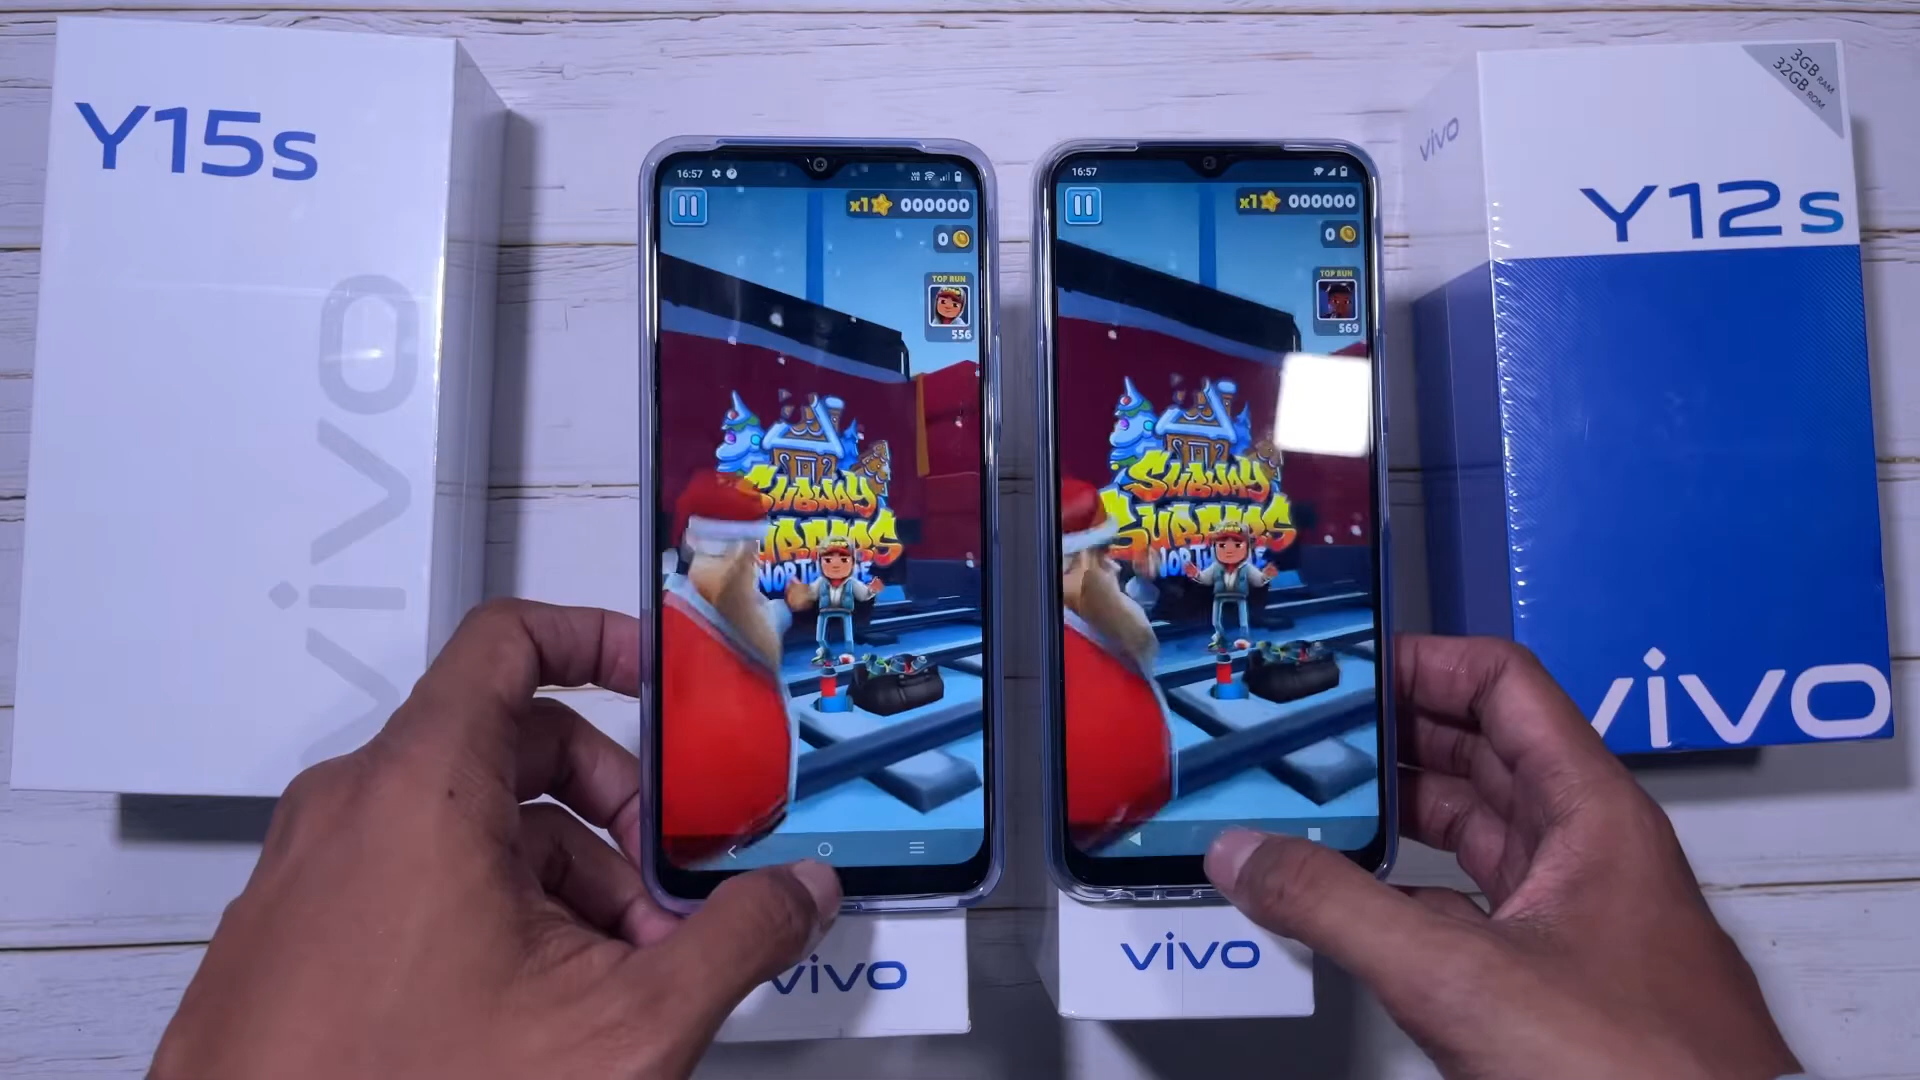 Y15s
vivo
vivo
16:57
x1 000000
0
TOP RUN
556
SUBWAY
16:57
x1 000000
0
TOP RUN
569
SUBWAY
SURFERS
vivo
vivo
3GB RAM
32GB ROM
vivo
Y12s
vivo